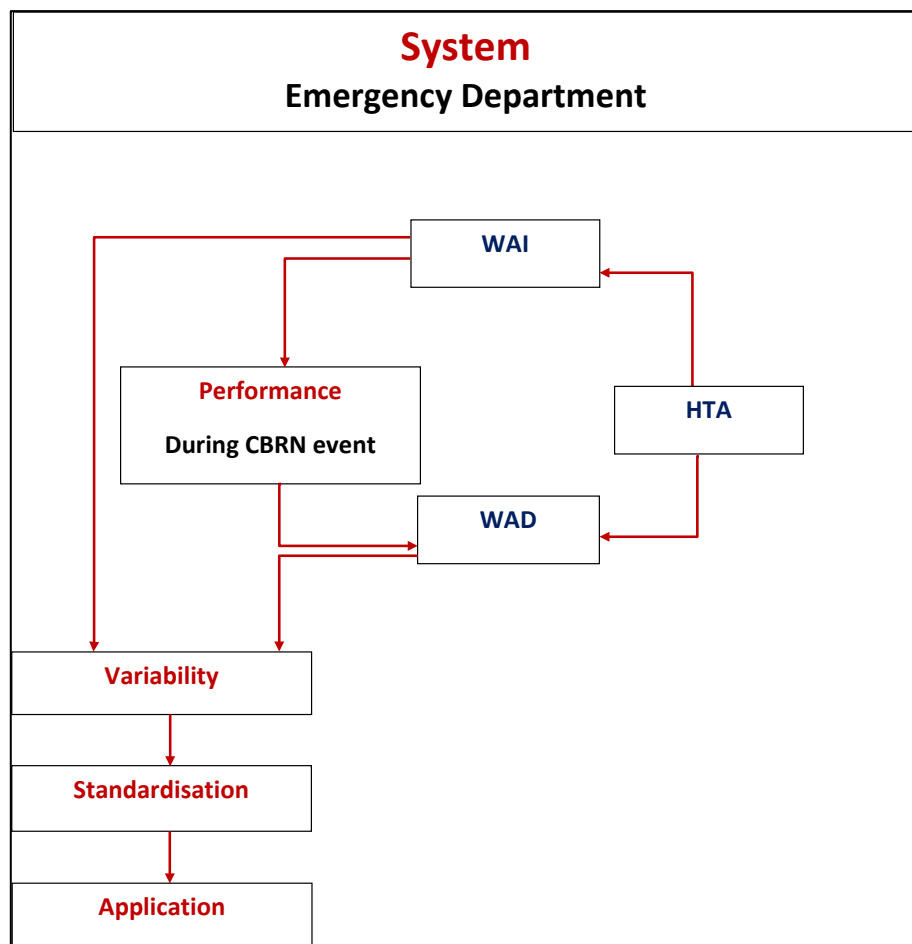 System
Emergency Department
WAI
Performance
During CBRN event
HTA
WAD
Variability
Standardisation
Application